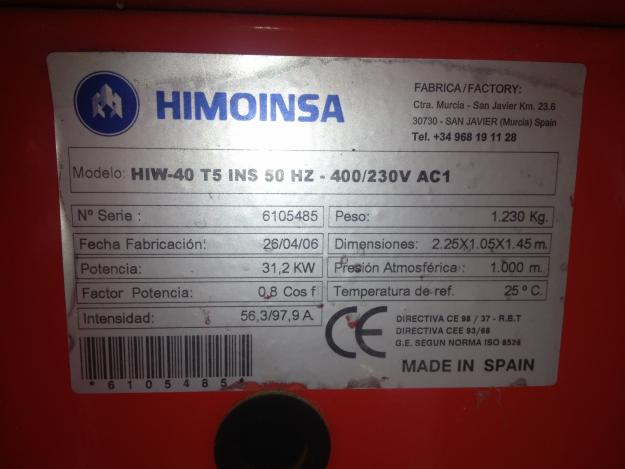 HIMOINSA
FABRICA/FACTORY:
Ctra. Murcia - San Javier Km. 23.6
30730 - SAN JAVIER (Murcia) Spain
Tel. +34 968 19 11 28
Modelo: HIW-40 T5 INS 50 HZ - 400/230V AC1
Nº Serie : 6105485
Fecha Fabricación: 26/04/06
Potencia: 31,2 KW
Factor Potencia: 0,8 Cos f
Intensidad: 56,3/97,9 A.
Peso: 1.230 Kg.
Dimensiones: 2.25X1.05X1.45 m.
Presión Atmosférica : 1.000 m.
Temperatura de ref. 25 º C.
*6105485*
CE
DIRECTIVA CE 98 / 37 - R.B.T
DIRECTIVA CEE 93/68
G.E. SEGUN NORMA ISO 8528
MADE IN SPAIN